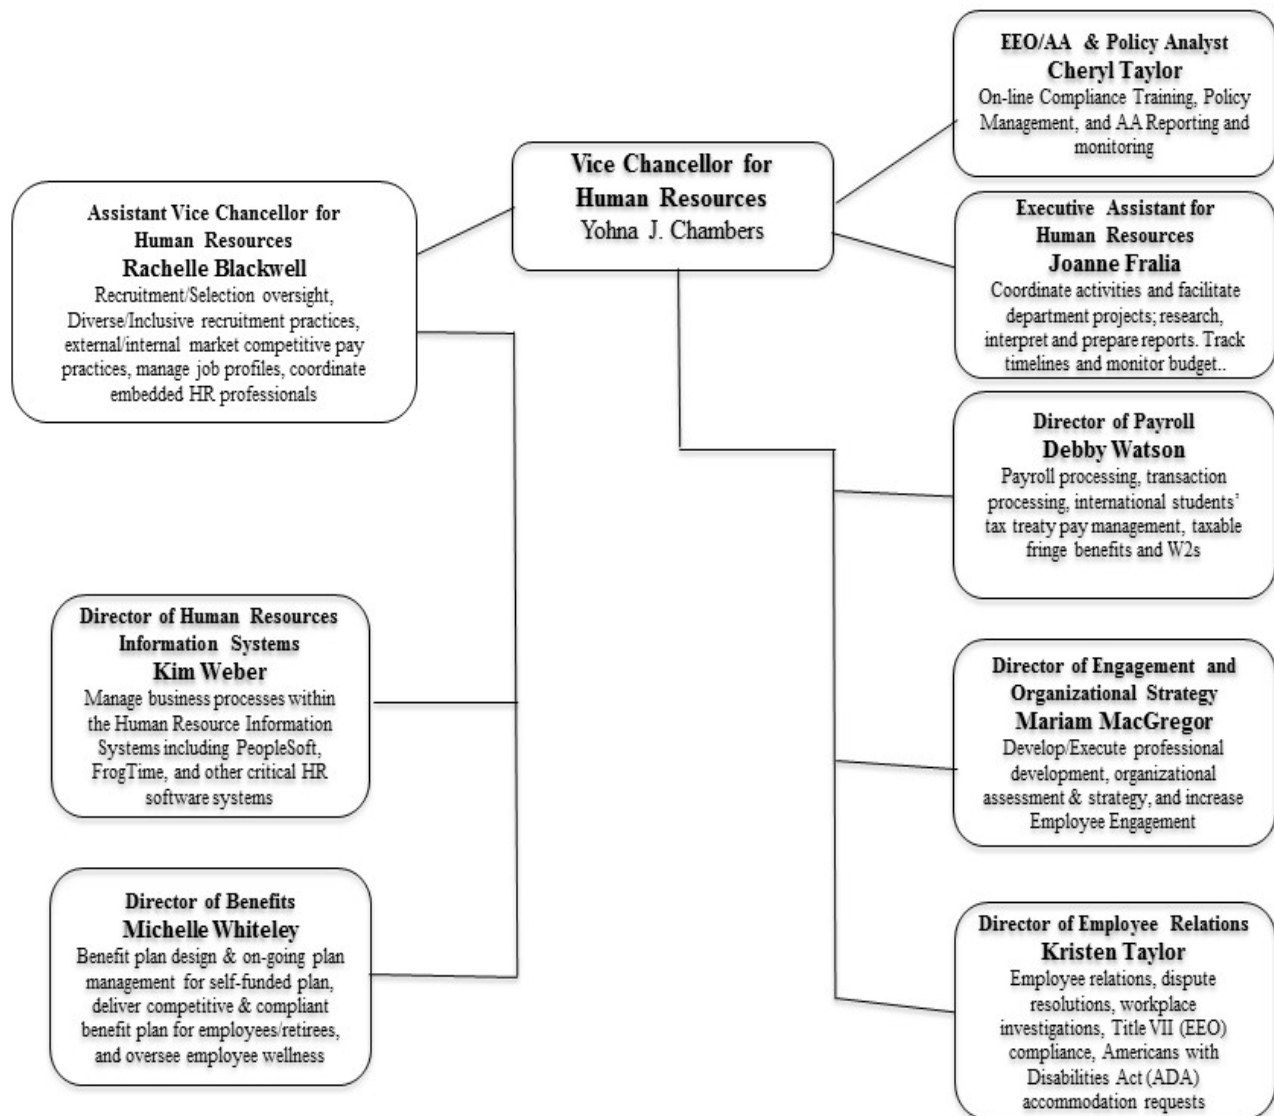 EEO/AA & Policy Analyst
Cheryl Taylor
On-line Compliance Training, Policy
Management, and AA Reporting and
monitoring
Vice Chancellor for
Human Resources
Yohna J. Chambers
Assistant Vice Chancellor for
Human Resources
Rachelle Blackwell
Recruitment/Selection oversight,
Diverse/Inclusive recruitment practices,
external/internal market competitive pay
practices, manage job profiles, coordinate
embedded HR professionals
Executive Assistant for
Human Resources
Joanne Fralia
Coordinate activities and facilitate
department projects; research,
interpret and prepare reports. Track
timelines and monitor budget..
Director of Payroll
Debby Watson
Payroll processing, transaction
processing, international students’
tax treaty pay management, taxable
fringe benefits and W2s
Director of Human Resources
Information Systems
Kim Weber
Manage business processes within
the Human Resource Information
Systems including PeopleSoft,
FrogTime, and other critical HR
software systems
Director of Engagement and
Organizational Strategy
Mariam MacGregor
Develop/Execute professional
development, organizational
assessment & strategy, and increase
Employee Engagement
Director of Benefits
Michelle Whiteley
Benefit plan design & on-going plan
management for self-funded plan,
deliver competitive & compliant
benefit plan for employees/retirees,
and oversee employee wellness
Director of Employee Relations
Kristen Taylor
Employee relations, dispute
resolutions, workplace
investigations, Title VII (EEO)
compliance, Americans with
Disabilities Act (ADA)
accommodation requests